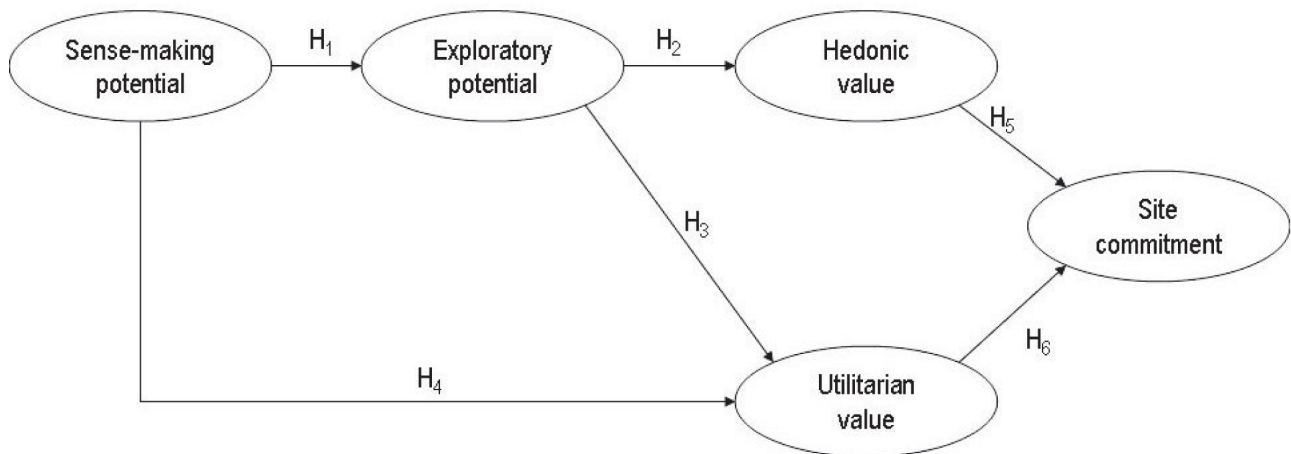 Sense-making
potential
H₁
Exploratory
potential
H₂
Hedonic
value
H₅
Site
commitment
H₃
H₆
H₄
Utilitarian
value